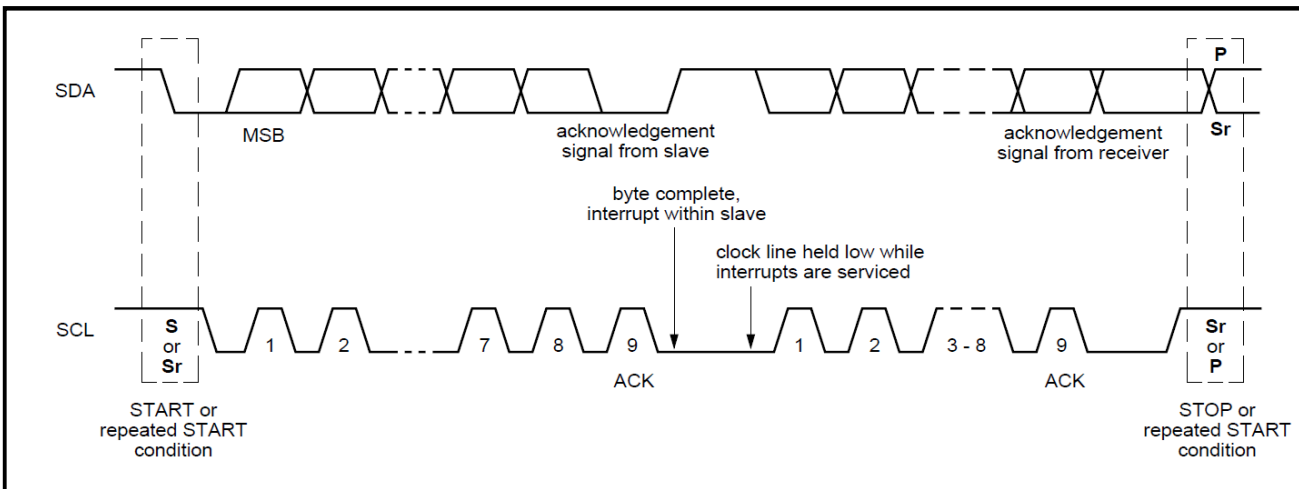 P
SDA
MSB
acknowledgement
signal from slave
acknowledgement
signal from receiver
Sr
byte complete,
interrupt within slave
clock line held low while
interrupts are serviced
SCL
S
or
Sr
1
2
7
8
9
1
2
3 - 8
9
Sr
or
P
ACK
ACK
START or
repeated START
condition
STOP or
repeated START
condition